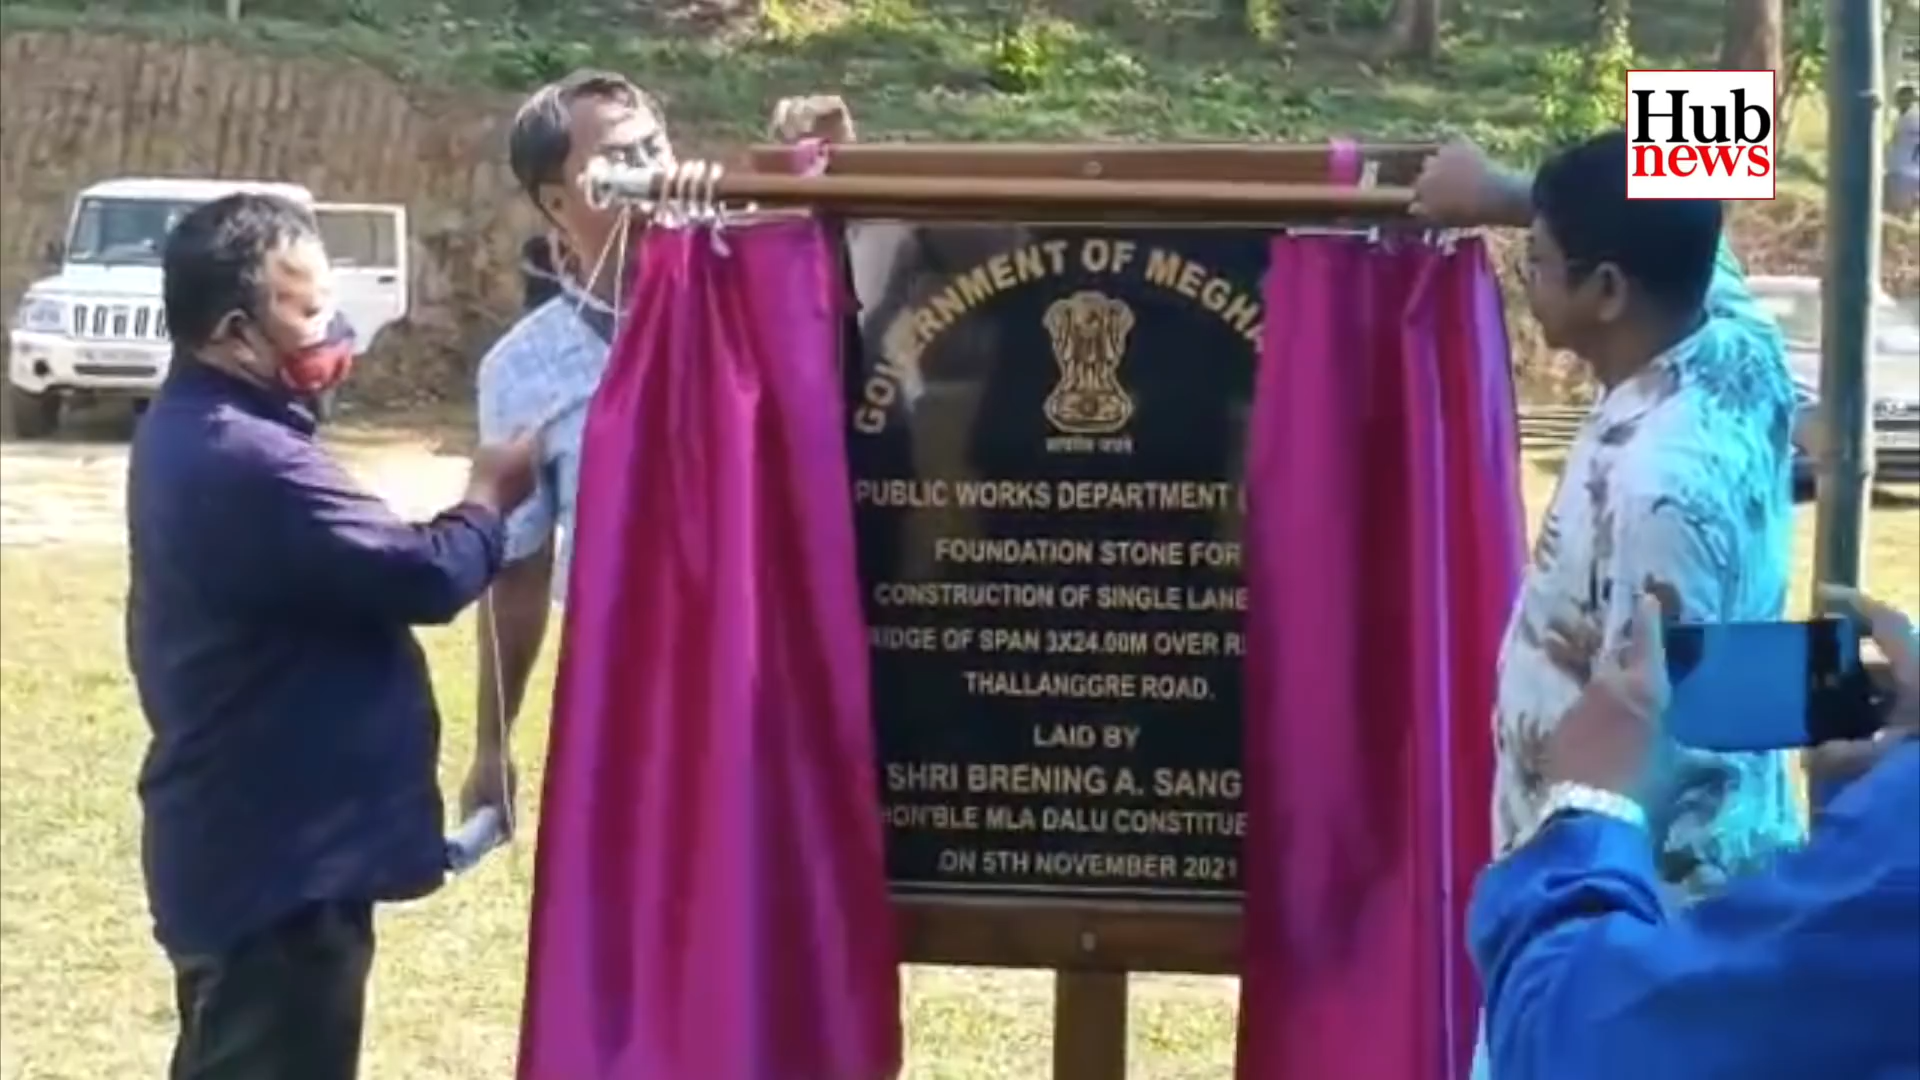 Hub
news
GOVERNMENT OF MEGHA
PUBLIC WORKS DEPARTMENT
FOUNDATION STONE FOR
CONSTRUCTION OF SINGLE LANE
IDGE OF SPAN 3X24.00M OVER R
THALLANGGRE ROAD.
LAID BY
SHRI BRENING A. SANG
HON'BLE MLA DALU CONSTITUE
ON 5TH NOVEMBER 2021